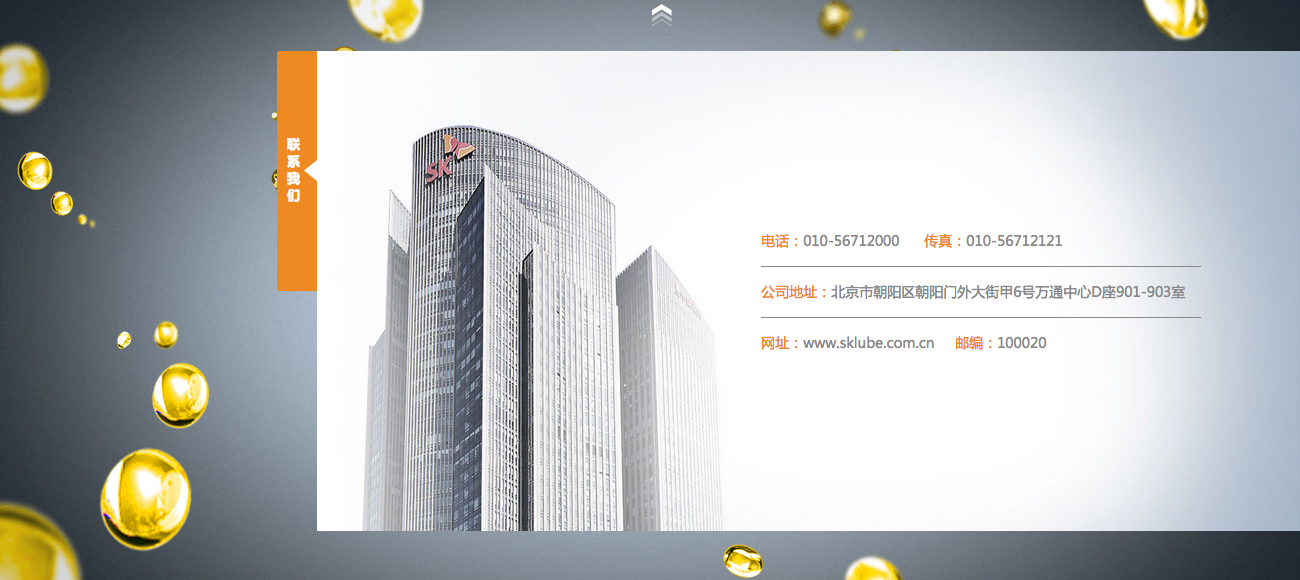 联系我们
SK
电话：010-56712000 传真：010-56712121
公司地址：北京市朝阳区朝阳门外大街甲6号万通中心D座901-903室
网址：www.sklube.com.cn 邮编：100020